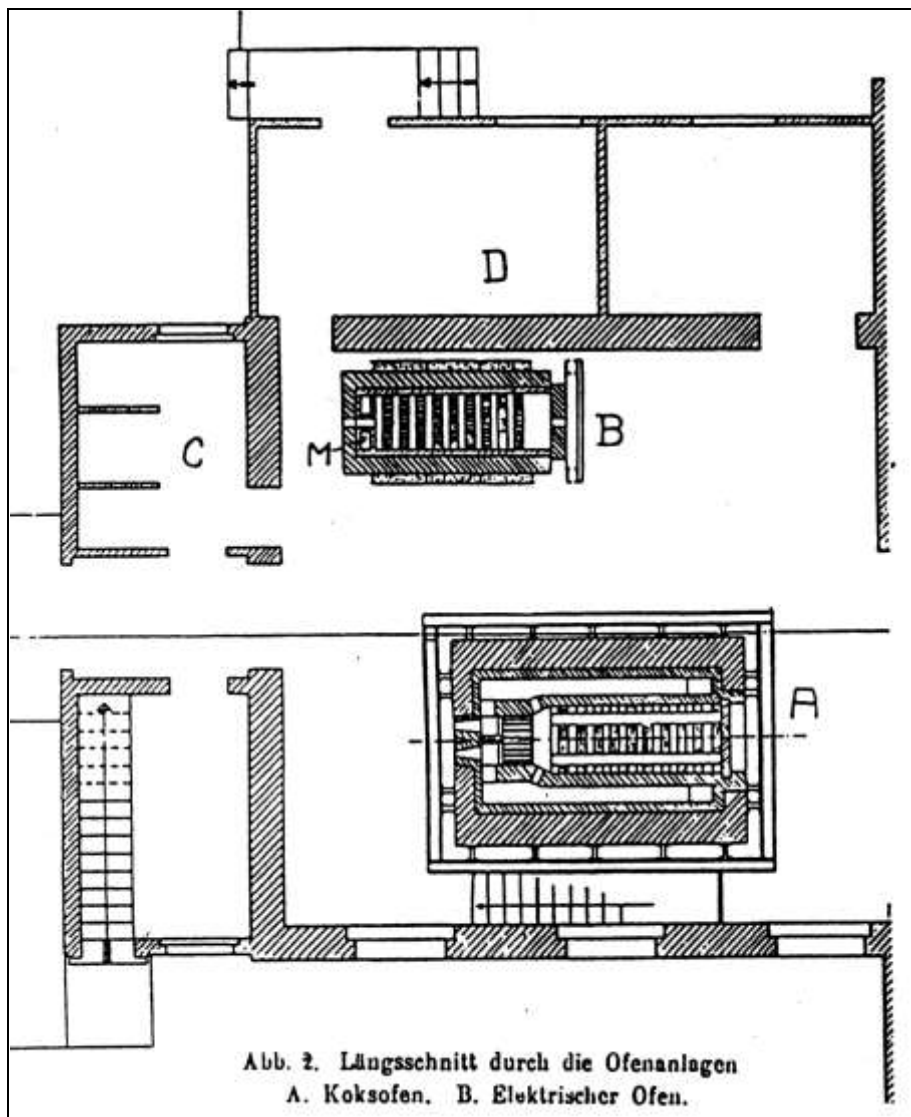 D
B
C
M
A
Abb. 2. Längsschnitt durch die Ofenanlagen
A. Koksofen. B. Elektrischer Ofen.